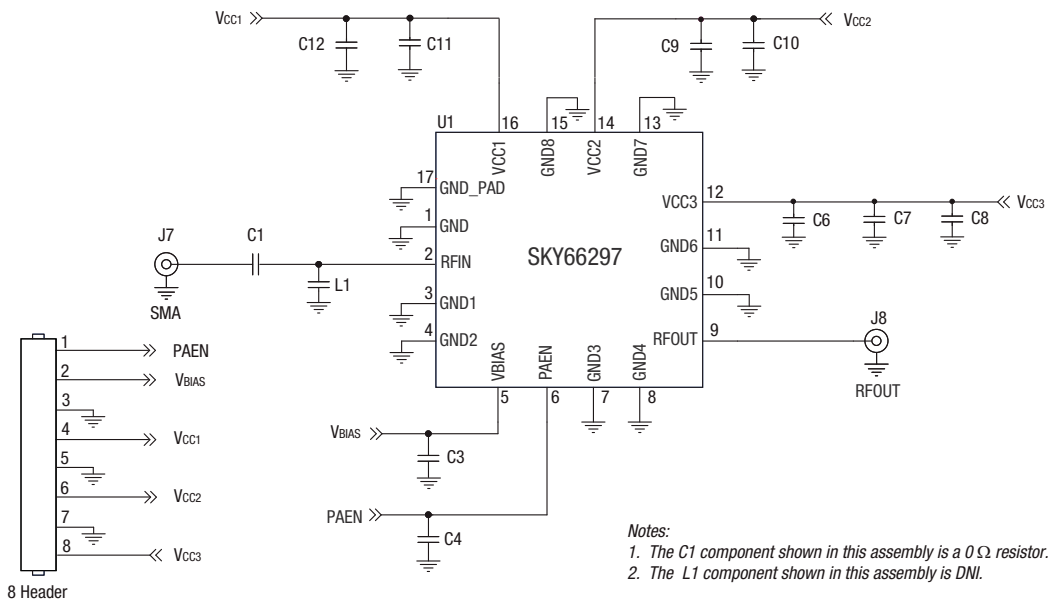 VCC1
C12
C11
C9
C10
VCC2
U1
16
15
14
13
VCC1
GND8
VCC2
GND7
17
GND_PAD
1
GND
2
RFIN
3
GND1
4
GND2
SKY66297
VCC3
12
GND6
11
GND5
10
RFOUT
9
VBIAS
PAEN
GND3
GND4
5
6
7
8
C6
C7
C8
VCC3
J7
SMA
C1
L1
J8
RFOUT
1
PAEN
2
VBIAS
3
4
VCC1
5
6
VCC2
7
8
VCC3
8 Header
VBIAS
C3
PAEN
C4
Notes:
1. The C1 component shown in this assembly is a 0 Ω resistor.
2. The L1 component shown in this assembly is DNI.